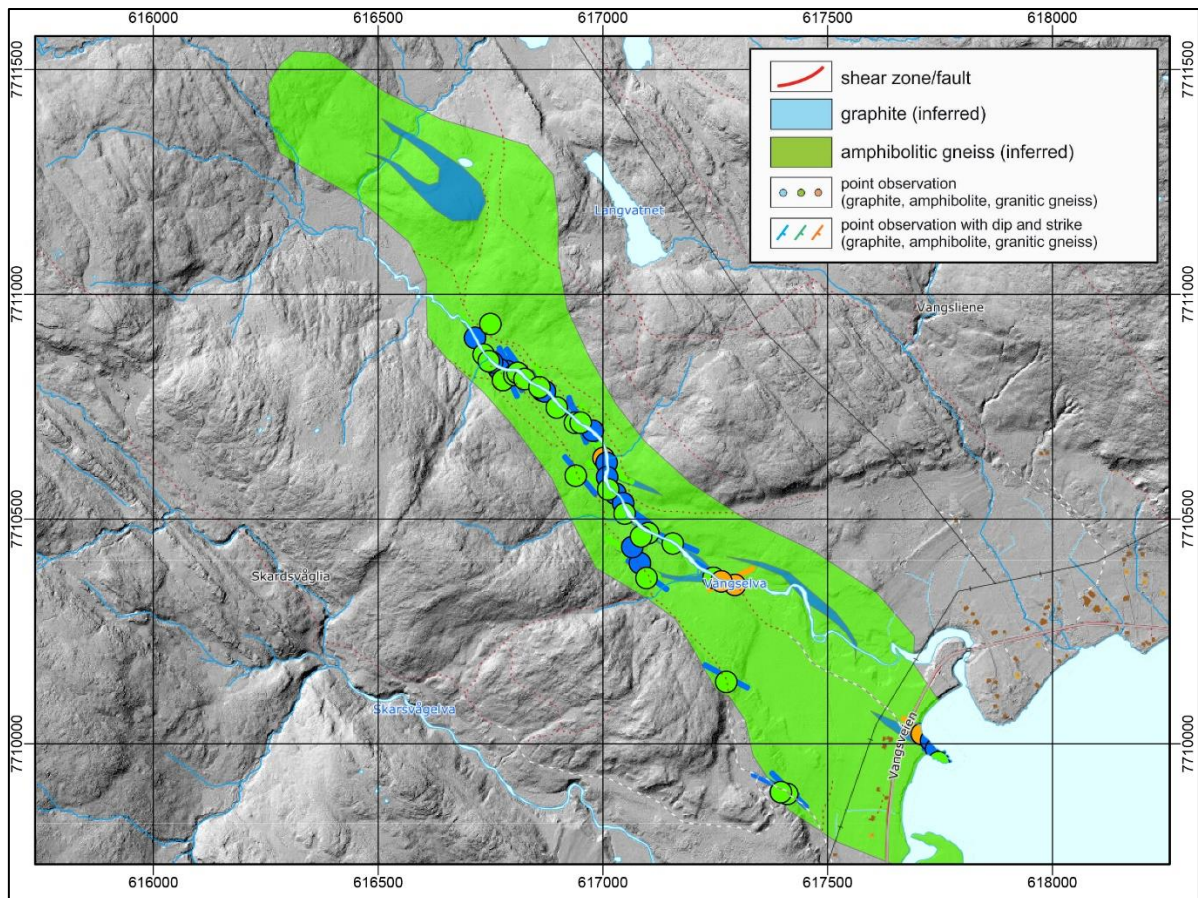 616000 616500 617000 617500 618000
7711500 7711500
shear zone/fault
graphite (inferred)
amphibolitic gneiss (inferred)
point observation
(graphite, amphibolite, granitic gneiss)
point observation with dip and strike
(graphite, amphibolite, granitic gneiss)
Langvatnet
7711000 7711000
Vangsliene
7710500 7710500
Skardsvåglia
Vangselva
Skarsvågelva
Vangsveien
7710000 7710000
616000 616500 617000 617500 618000